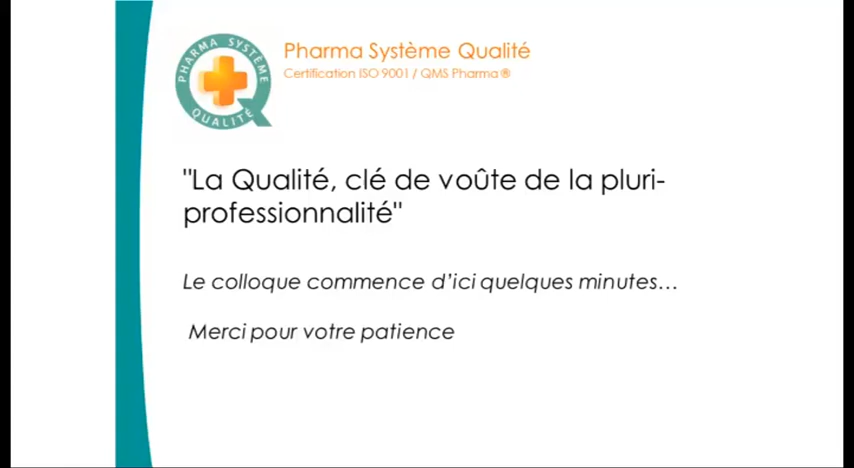 PHARMA SYSTÈME
QUALITÉ
Pharma Système Qualité
Certification ISO 9001 / QMS Pharma ®
"La Qualité, clé de voûte de la pluri-
professionnalité"
Le colloque commence d'ici quelques minutes…
Merci pour votre patience